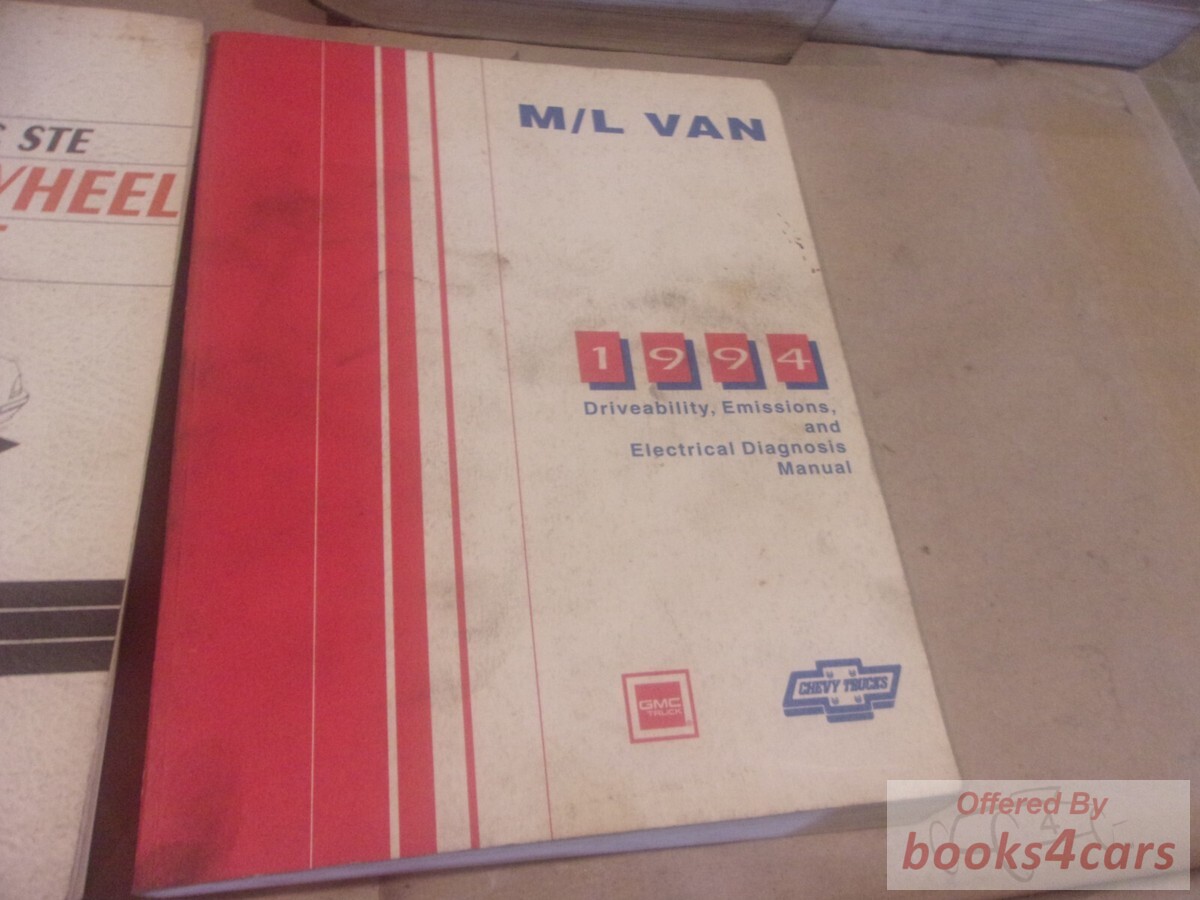 STE
WHEEL
M/L VAN
1994
Driveability, Emissions,
and
Electrical Diagnosis
Manual
GMC
TRUCK
CHEVY TRUCKS
Offered By
books4cars